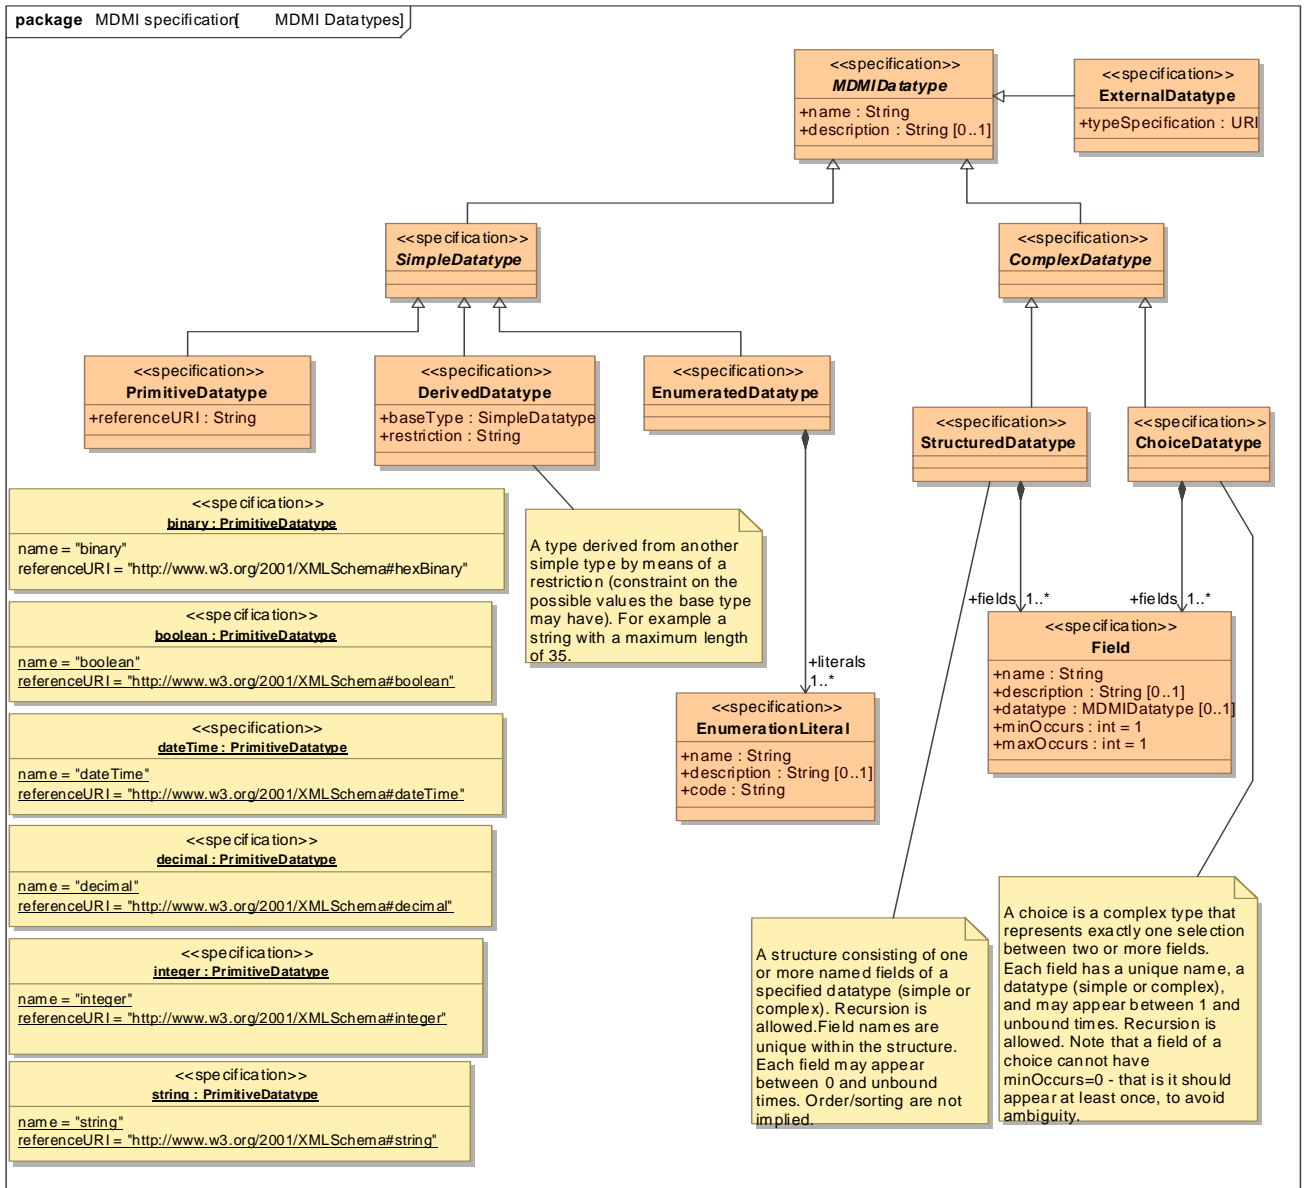 package MDMI specification[ MDMI Datatypes]
<<specification>>
MDMIDatatype
+name : String
+description : String [0..1]
<<specification>>
ExternalDatatype
+typeSpecification : URI
<<specification>>
SimpleDatatype
<<specification>>
ComplexDatatype
<<specification>>
PrimitiveDatatype
+referenceURI : String
<<specification>>
DerivedDatatype
+baseType : SimpleDatatype
+restriction : String
<<specification>>
EnumeratedDatatype
<<specification>>
StructuredDatatype
<<specification>>
ChoiceDatatype
<<specification>>
binary : PrimitiveDatatype
name = "binary"
referenceURI = "http://www.w3.org/2001/XMLSchema#hexBinary"
<<specification>>
boolean : PrimitiveDatatype
name = "boolean"
referenceURI = "http://www.w3.org/2001/XMLSchema#boolean"
<<specification>>
dateTime : PrimitiveDatatype
name = "dateTime"
referenceURI = "http://www.w3.org/2001/XMLSchema#dateTime"
<<specification>>
decimal : PrimitiveDatatype
name = "decimal"
referenceURI = "http://www.w3.org/2001/XMLSchema#decimal"
<<specification>>
integer : PrimitiveDatatype
name = "integer"
referenceURI = "http://www.w3.org/2001/XMLSchema#integer"
<<specification>>
string : PrimitiveDatatype
name = "string"
referenceURI = "http://www.w3.org/2001/XMLSchema#string"
A type derived from another
simple type by means of a
restriction (constraint on the
possible values the base type
may have). For example a
string with a maximum length
of 35.
+literals
1..*
<<specification>>
EnumerationLiteral
+name : String
+description : String [0..1]
+code : String
+fields 1..*
+fields 1..*
<<specification>>
Field
+name : String
+description : String [0..1]
+datatype : MDMIDatatype [0..1]
+minOccurs : int = 1
+maxOccurs : int = 1
A structure consisting of one
or more named fields of a
specified datatype (simple or
complex). Recursion is
allowed.Field names are
unique within the structure.
Each field may appear
between 0 and unbound
times. Order/sorting are not
implied.
A choice is a complex type that
represents exactly one selection
between two or more fields.
Each field has a unique name, a
datatype (simple or complex),
and may appear between 1 and
unbound times. Recursion is
allowed. Note that a field of a
choice cannot have
minOccurs=0 - that is it should
appear at least once, to avoid
ambiguity.